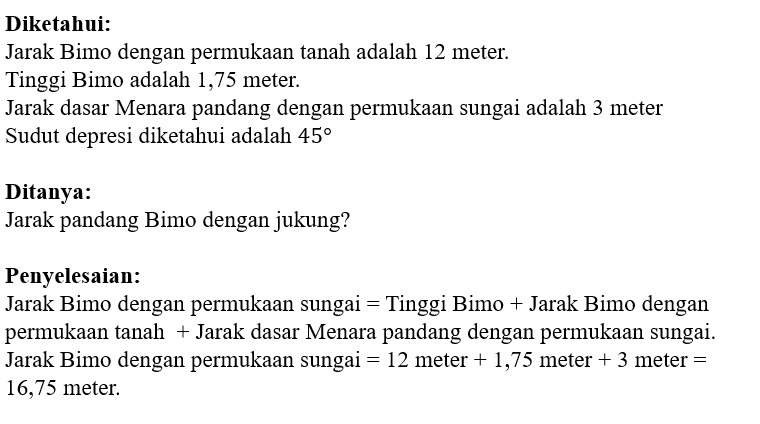 Diketahui:
Jarak Bimo dengan permukaan tanah adalah 12 meter.
Tinggi Bimo adalah 1,75 meter.
Jarak dasar Menara pandang dengan permukaan sungai adalah 3 meter
Sudut depresi diketahui adalah 45°
Ditanya:
Jarak pandang Bimo dengan jukung?
Penyelesaian:
Jarak Bimo dengan permukaan sungai = Tinggi Bimo + Jarak Bimo dengan
permukaan tanah + Jarak dasar Menara pandang dengan permukaan sungai.
Jarak Bimo dengan permukaan sungai = 12 meter + 1,75 meter + 3 meter =
16,75 meter.